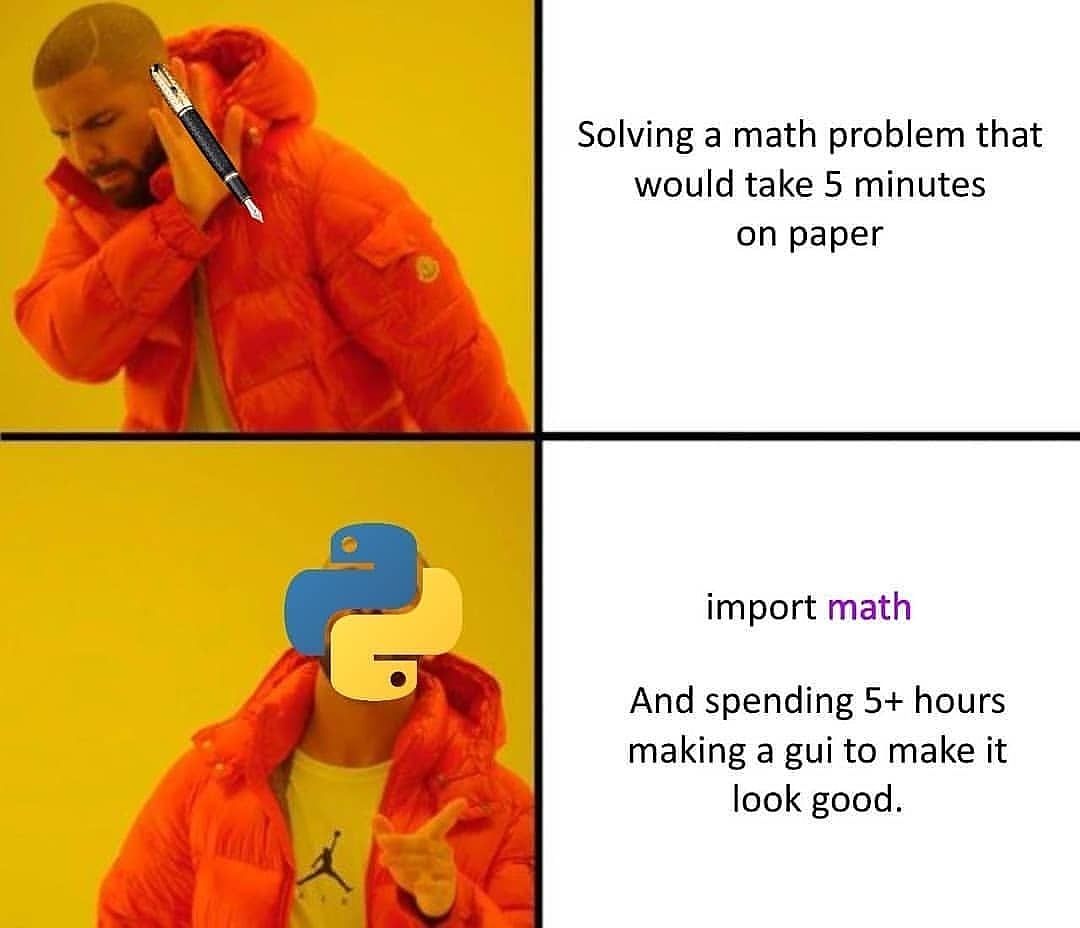 Solving a math problem that
would take 5 minutes
on paper
import math
And spending 5+ hours
making a gui to make it
look good.